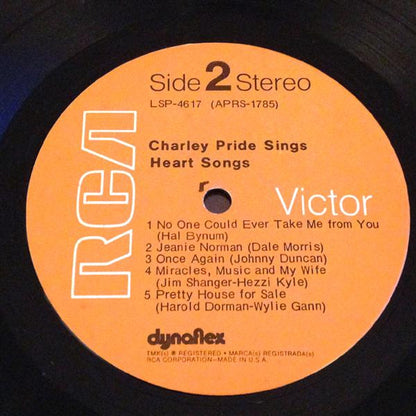 Side 2 Stereo
LSP-4617 (APRS-1785)
Charley Pride Sings
Heart Songs
r
RCA
Victor
1 No One Could Ever Take Me from You
(Hal Bynum)
2 Jeanie Norman (Dale Morris)
3 Once Again (Johnny Duncan)
4 Miracles, Music and My Wife
(Jim Shanger-Hezzi Kyle)
5 Pretty House for Sale
(Harold Dorman-Wylie Gann)
dynaflex
TMK(s) ® REGISTERED • MARCA(s) REGISTRADA(s)
RCA CORPORATION-MADE IN U.S.A.